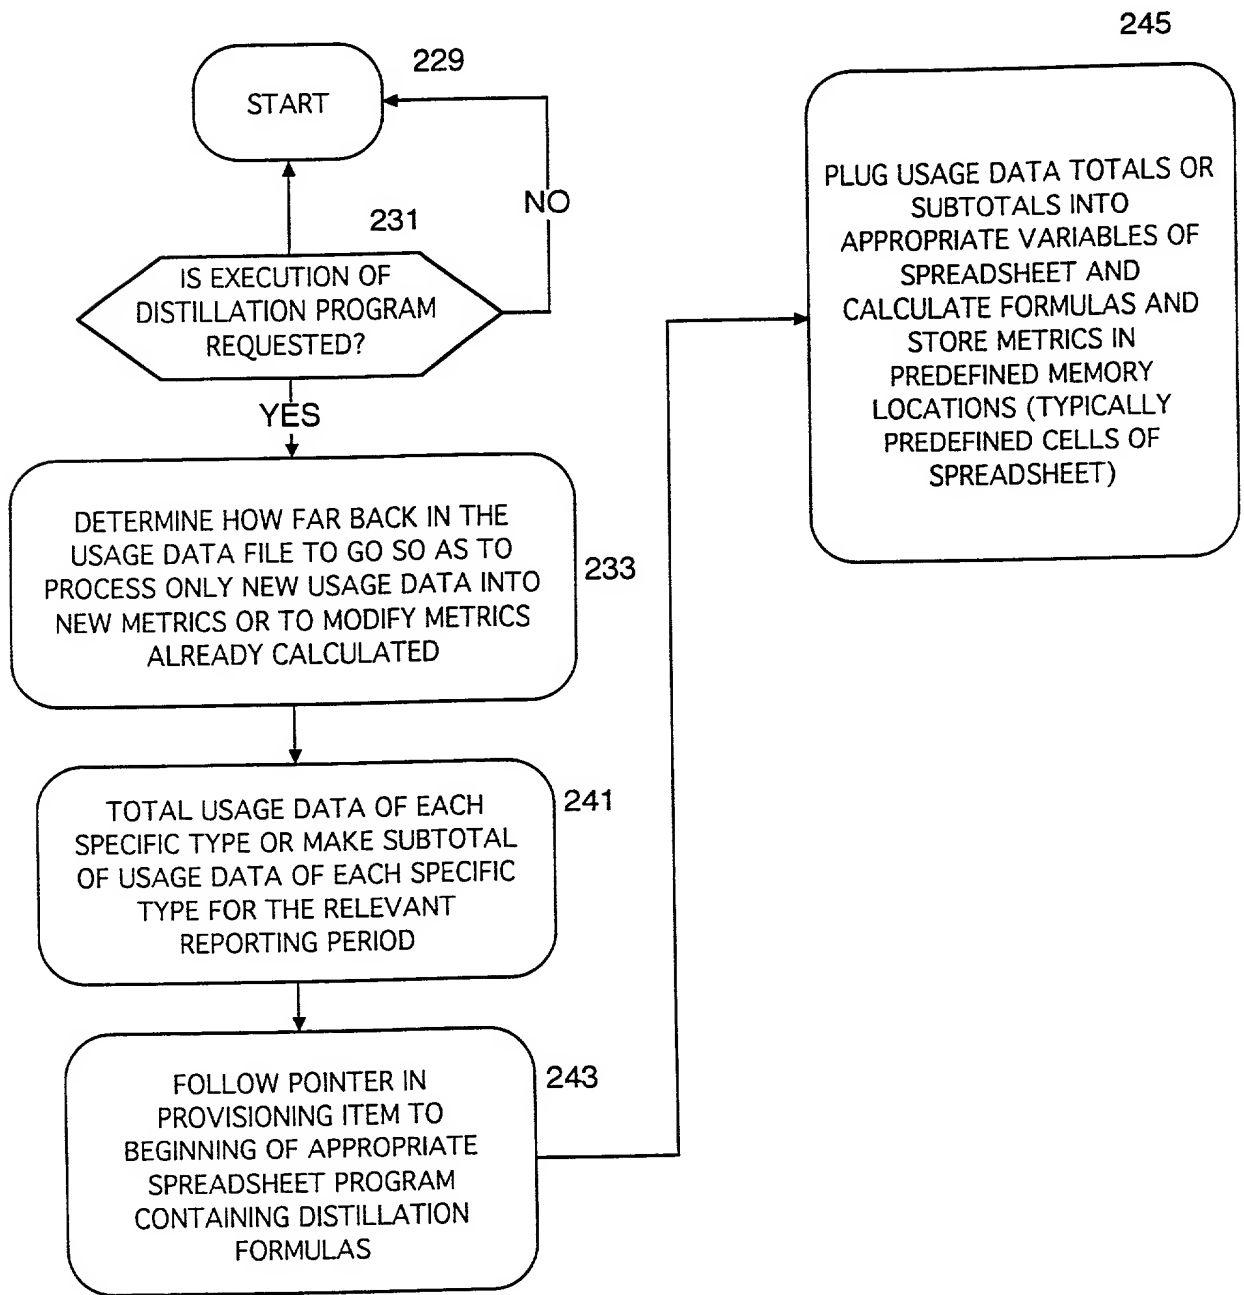 229
START
NO
231
IS EXECUTION OF
DISTILLATION PROGRAM
REQUESTED?
YES
DETERMINE HOW FAR BACK IN THE
USAGE DATA FILE TO GO SO AS TO
PROCESS ONLY NEW USAGE DATA INTO
NEW METRICS OR TO MODIFY METRICS
ALREADY CALCULATED
233
TOTAL USAGE DATA OF EACH
SPECIFIC TYPE OR MAKE SUBTOTAL
OF USAGE DATA OF EACH SPECIFIC
TYPE FOR THE RELEVANT
REPORTING PERIOD
241
FOLLOW POINTER IN
PROVISIONING ITEM TO
BEGINNING OF APPROPRIATE
SPREADSHEET PROGRAM
CONTAINING DISTILLATION
FORMULAS
243
245
PLUG USAGE DATA TOTALS OR
SUBTOTALS INTO
APPROPRIATE VARIABLES OF
SPREADSHEET AND
CALCULATE FORMULAS AND
STORE METRICS IN
PREDEFINED MEMORY
LOCATIONS (TYPICALLY
PREDEFINED CELLS OF
SPREADSHEET)